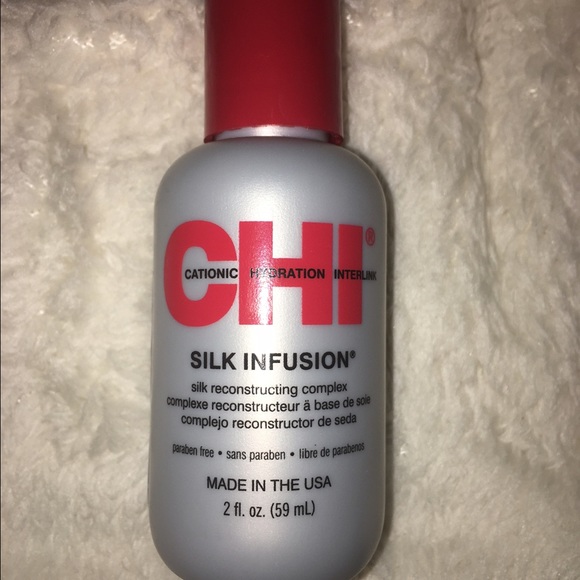 CHI®
CATIONIC HYDRATION INTERLINK
SILK INFUSION®
silk reconstructing complex
complexe reconstructeur à base de soie
complejo reconstructor de seda
paraben free • sans paraben • libre de parabenos
MADE IN THE USA
2 fl. oz. (59 mL)